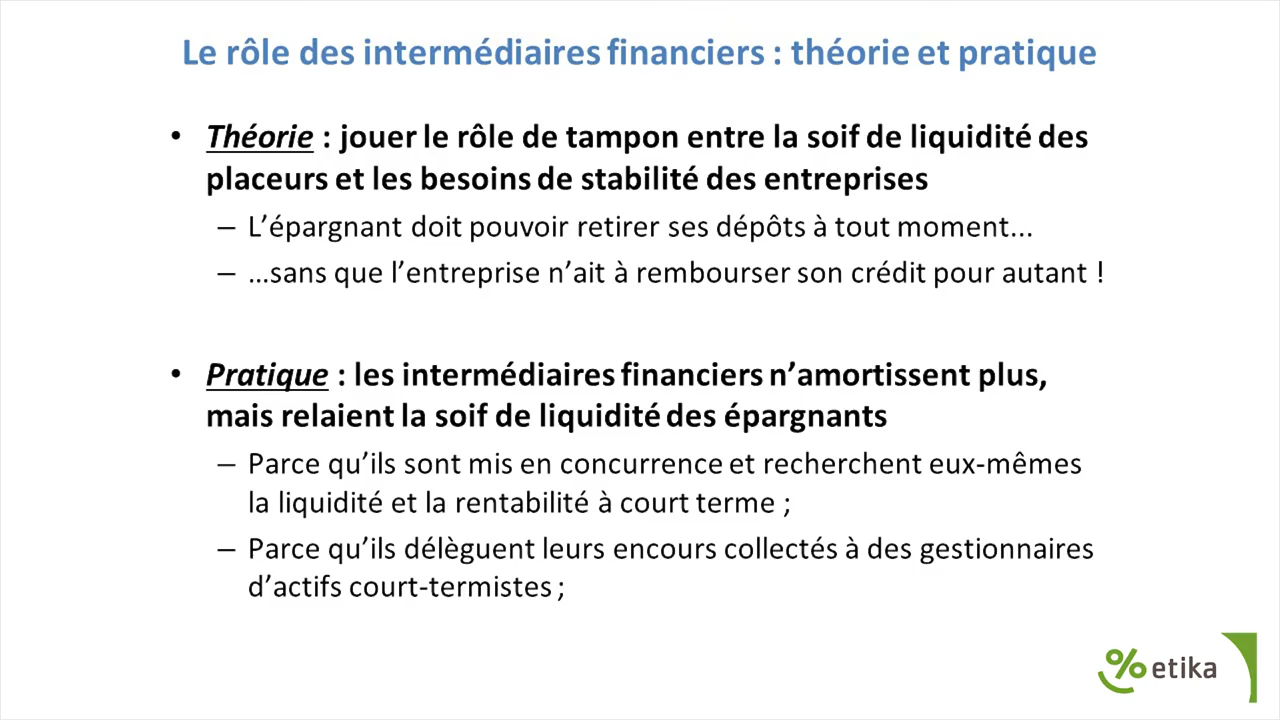 Le rôle des intermédiaires financiers : théorie et pratique
• Théorie : jouer le rôle de tampon entre la soif de liquidité des
placeurs et les besoins de stabilité des entreprises
– L’épargnant doit pouvoir retirer ses dépôts à tout moment...
– ...sans que l’entreprise n’ait à rembourser son crédit pour autant !
• Pratique : les intermédiaires financiers n’amortissent plus,
mais relaient la soif de liquidité des épargnants
– Parce qu’ils sont mis en concurrence et recherchent eux-mêmes
la liquidité et la rentabilité à court terme ;
– Parce qu’ils délèguent leurs encours collectés à des gestionnaires
d’actifs court-termistes ;
% etika